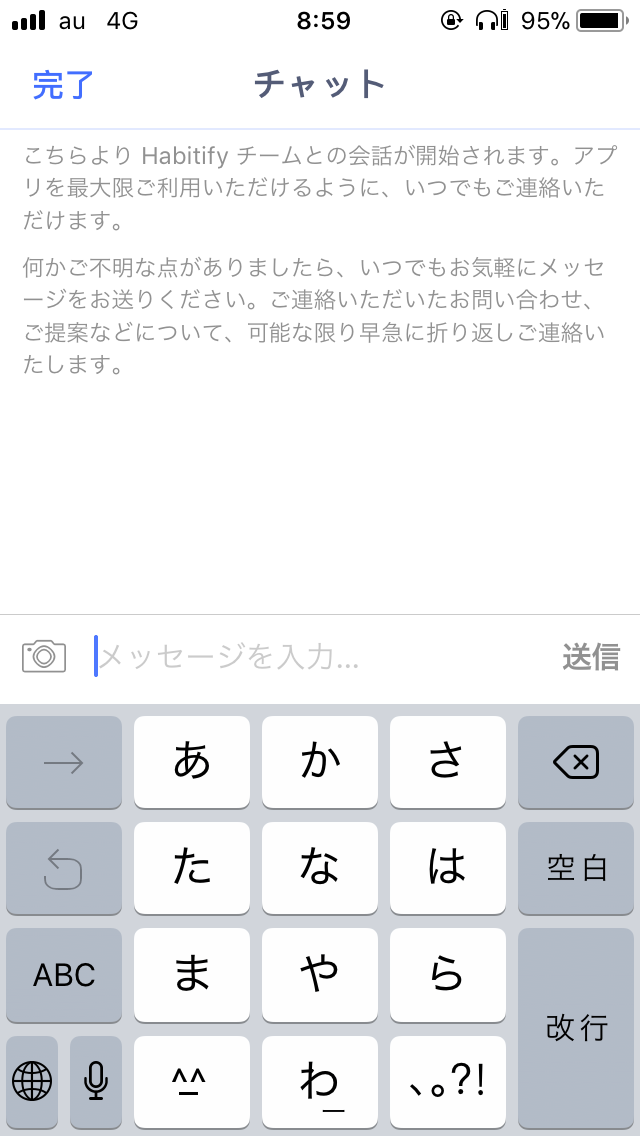 au 4G 8:59 95%
完了 チャット
こちらより Habitify チームとの会話が開始されます。アプ
リを最大限ご利用いただけるように、いつでもご連絡いた
だけます。
何かご不明な点がありましたら、いつでもお気軽にメッセ
ージをお送りください。ご連絡いただいたお問い合わせ、
ご提案などについて、可能な限り早急に折り返しご連絡い
たします。
メッセージを入力... 送信
→ あ か さ
た な は 空白
ABC ま や ら 改行
^_^ わ_ 、。?!